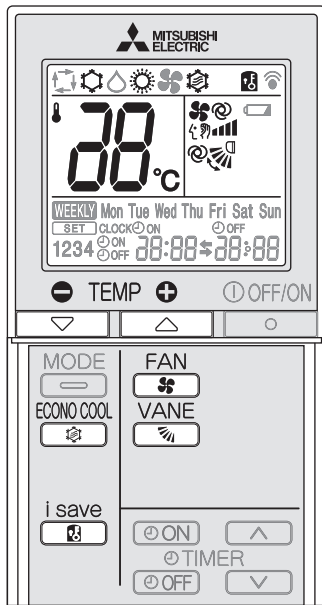 MITSUBISHI
ELECTRIC
88°C
WEEKLY Mon Tue Wed Thu Fri Sat Sun
SET CLOCK ON OFF
1234 ON OFF 88:88 88:88
TEMP OFF/ON
MODE FAN
ECONO COOL VANE
i save
ON
TIMER
OFF